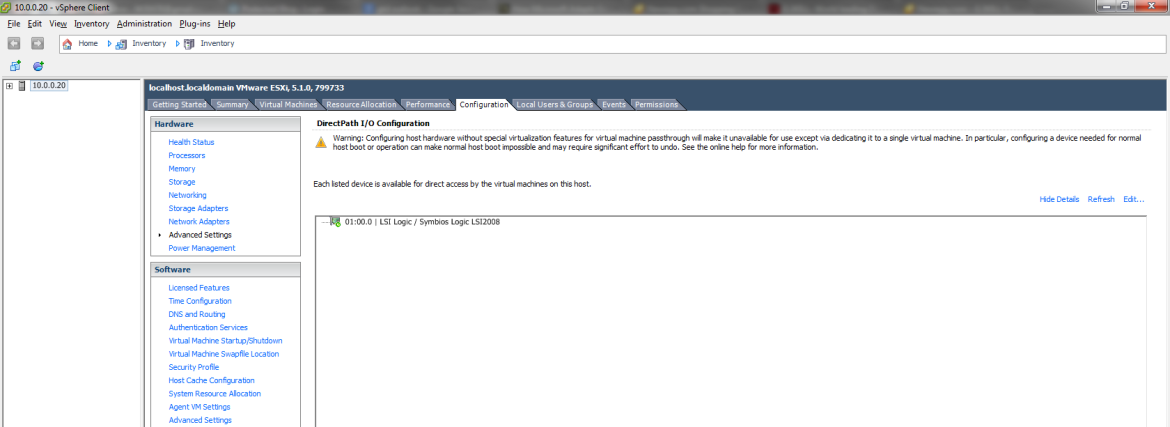 10.0.0.20 - vSphere Client
File Edit View Inventory Administration Plug-ins Help
Home Inventory Inventory
10.0.0.20
localhost.localdomain VMware ESXi, 5.1.0, 799733
Getting Started Summary Virtual Machines Resource Allocation Performance Configuration Local Users & Groups Events Permissions
Hardware
Health Status
Processors
Memory
Storage
Networking
Storage Adapters
Network Adapters
Advanced Settings
Power Management
Software
Licensed Features
Time Configuration
DNS and Routing
Authentication Services
Virtual Machine Startup/Shutdown
Virtual Machine Swapfile Location
Security Profile
Host Cache Configuration
System Resource Allocation
Agent VM Settings
Advanced Settings
DirectPath I/O Configuration
Warning: Configuring host hardware without special virtualization features for virtual machine passthrough will make it unavailable for use except via dedicating it to a single virtual machine. In particular, configuring a device needed for normal
host boot or operation can make normal host boot impossible and may require significant effort to undo. See the online help for more information.
Each listed device is available for direct access by the virtual machines on this host.
Hide Details Refresh Edit...
01:00.0 | LSI Logic / Symbios Logic LSI2008